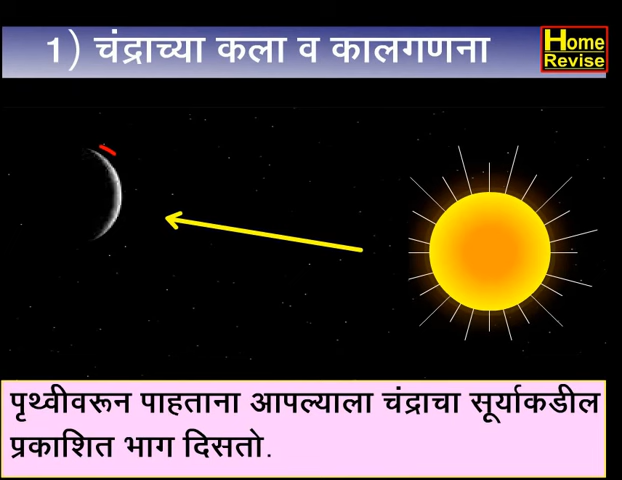 1) चंद्राच्या कला व कालगणना
Home
Revise
पृथ्वीवरून पाहताना आपल्याला चंद्राचा सूर्याकडील
प्रकाशित भाग दिसतो.